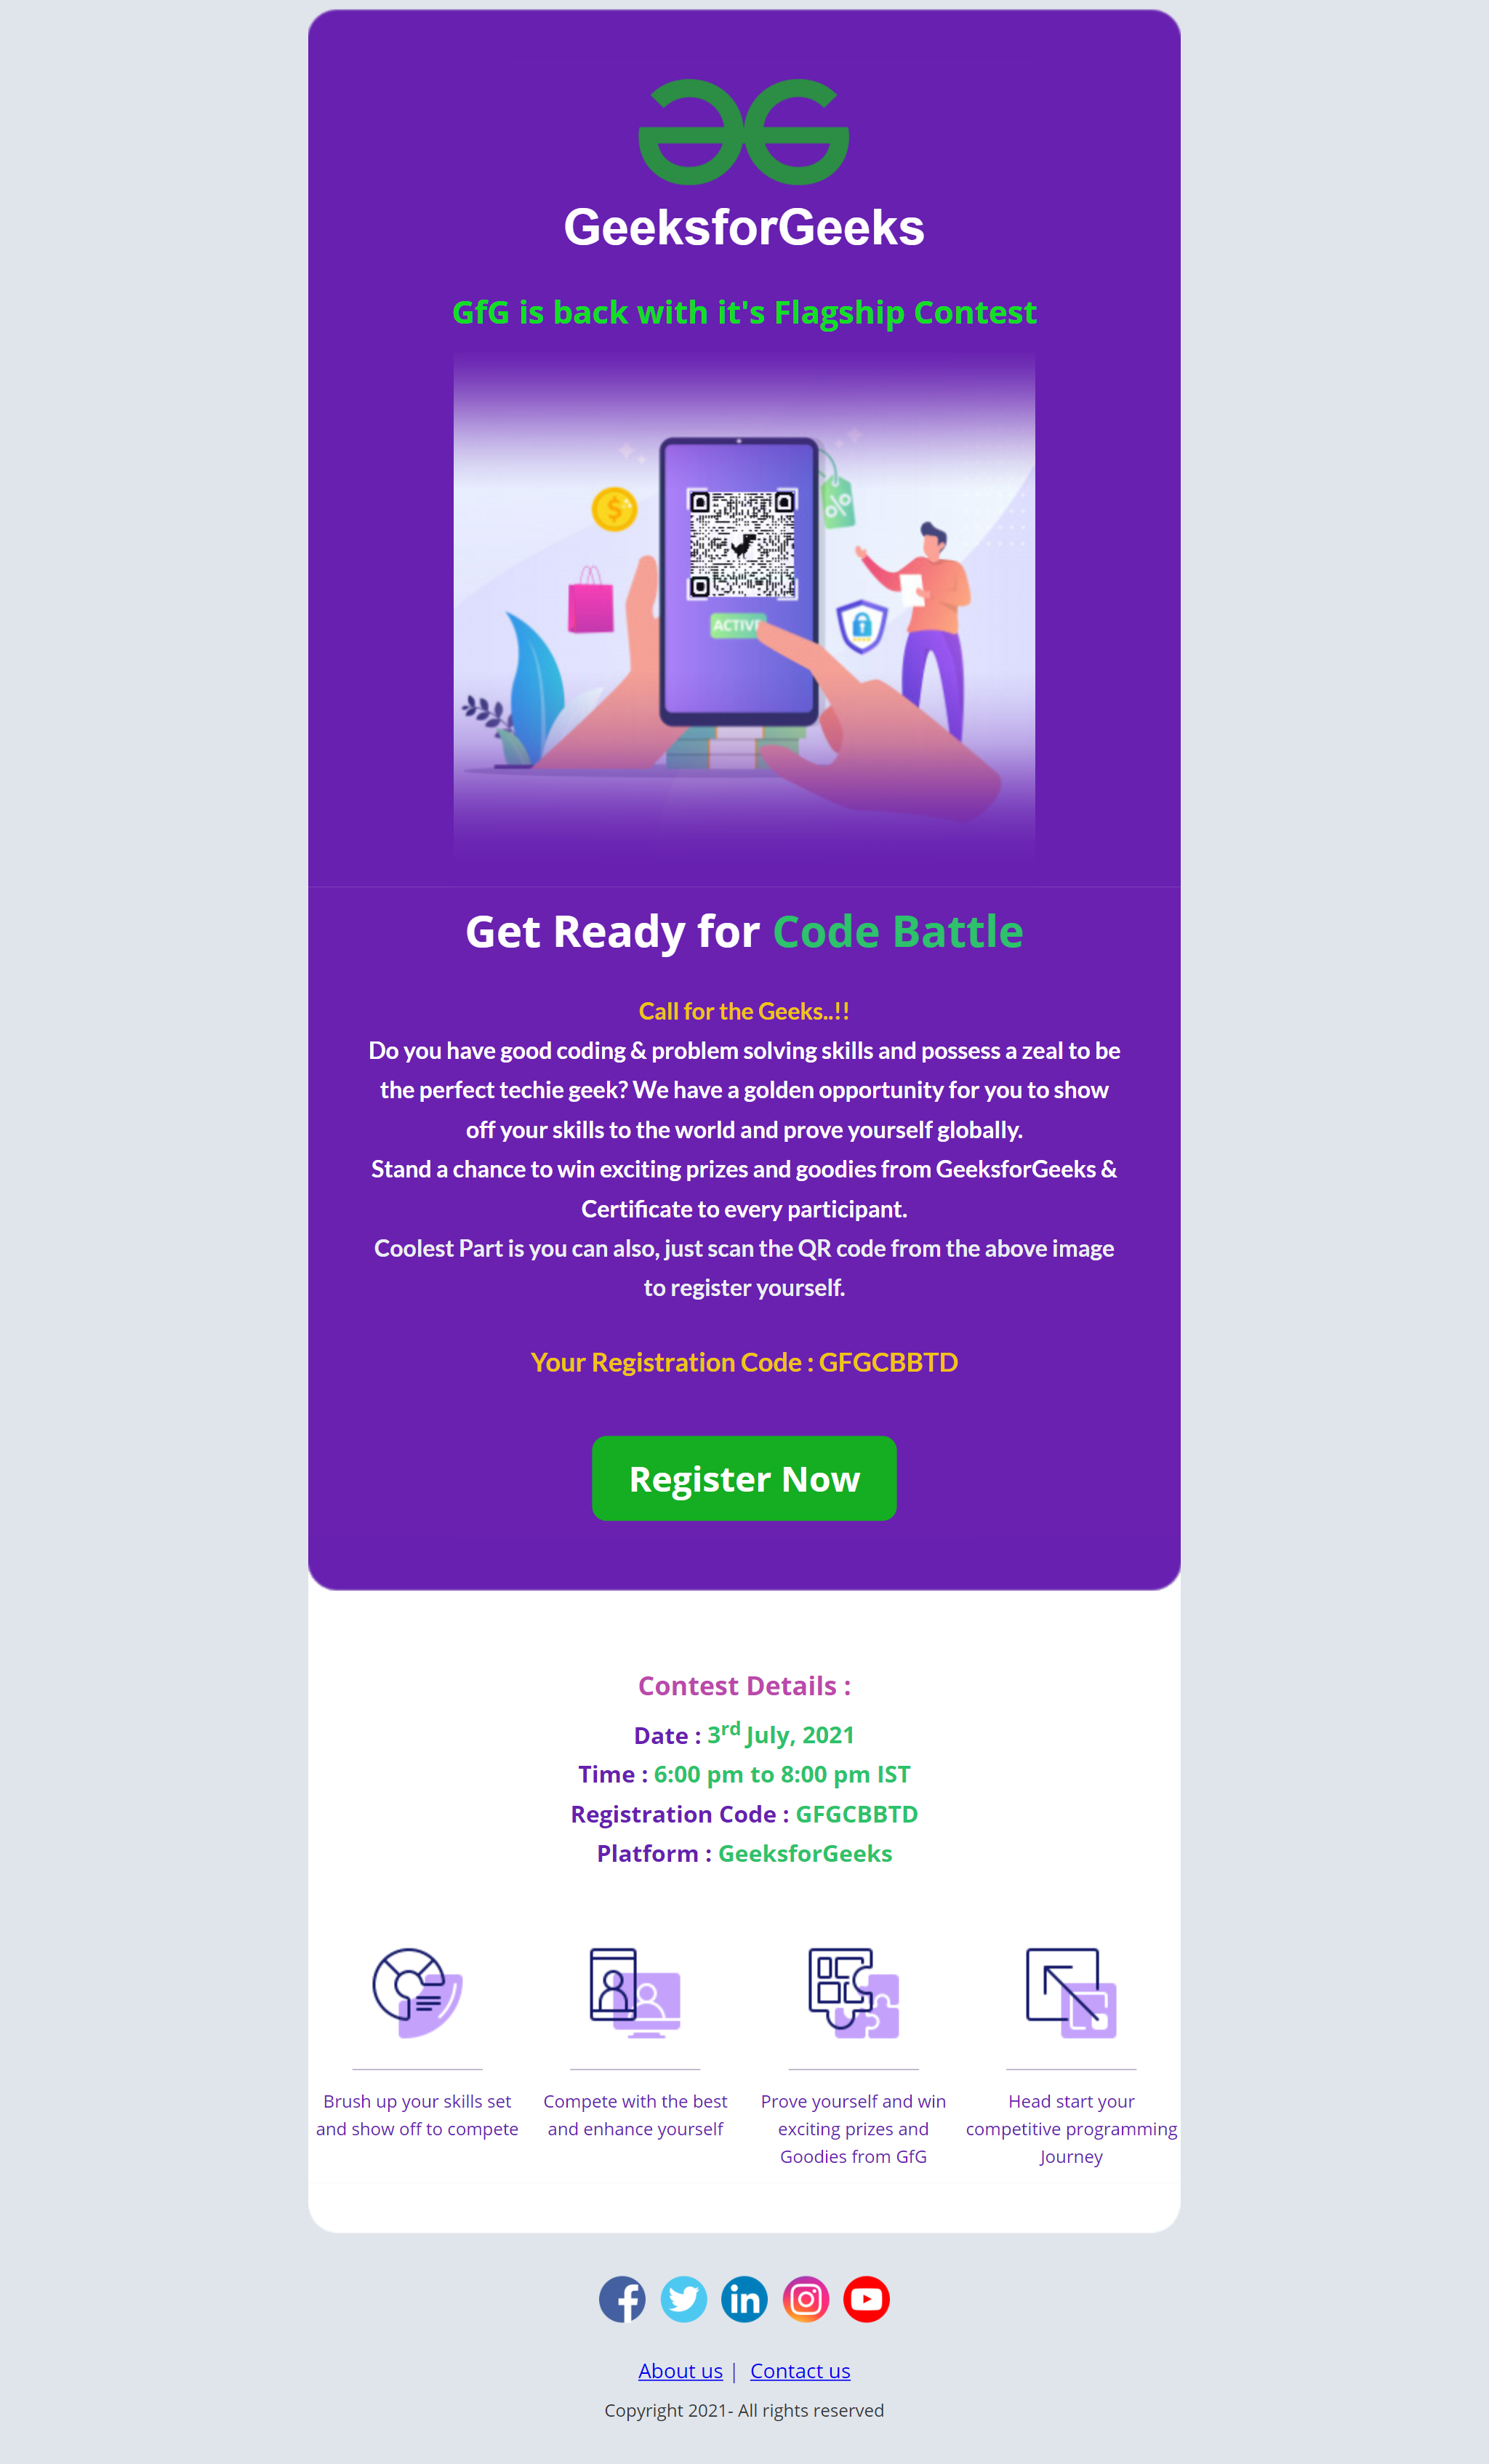 GeeksforGeeks
GfG is back with it's Flagship Contest
ACTIVE
Get Ready for Code Battle
Call for the Geeks..!!
Do you have good coding & problem solving skills and possess a zeal to be
the perfect techie geek? We have a golden opportunity for you to show
off your skills to the world and prove yourself globally.
Stand a chance to win exciting prizes and goodies from GeeksforGeeks &
Certificate to every participant.
Coolest Part is you can also, just scan the QR code from the above image
to register yourself.
Your Registration Code : GFGCBBTD
Register Now
Contest Details :
Date : 3rd July, 2021
Time : 6:00 pm to 8:00 pm IST
Registration Code : GFGCBBTD
Platform : GeeksforGeeks
Brush up your skills set
and show off to compete
Compete with the best
and enhance yourself
Prove yourself and win
exciting prizes and
Goodies from GfG
Head start your
competitive programming
Journey
About us | Contact us
Copyright 2021- All rights reserved